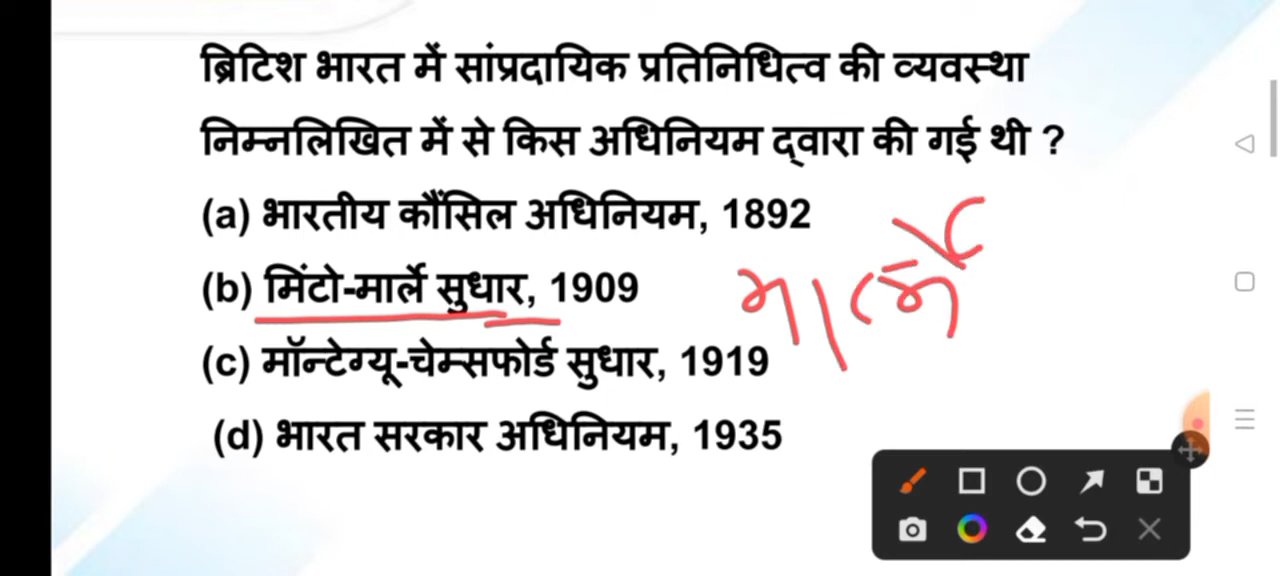 ब्रिटिश भारत में सांप्रदायिक प्रतिनिधित्व की व्यवस्था
निम्नलिखित में से किस अधिनियम द्वारा की गई थी ?
(a) भारतीय कौंसिल अधिनियम, 1892
(b) मिंटो-मार्ले सुधार, 1909
(c) मॉन्टेग्यू-चेम्सफोर्ड सुधार, 1919
(d) भारत सरकार अधिनियम, 1935